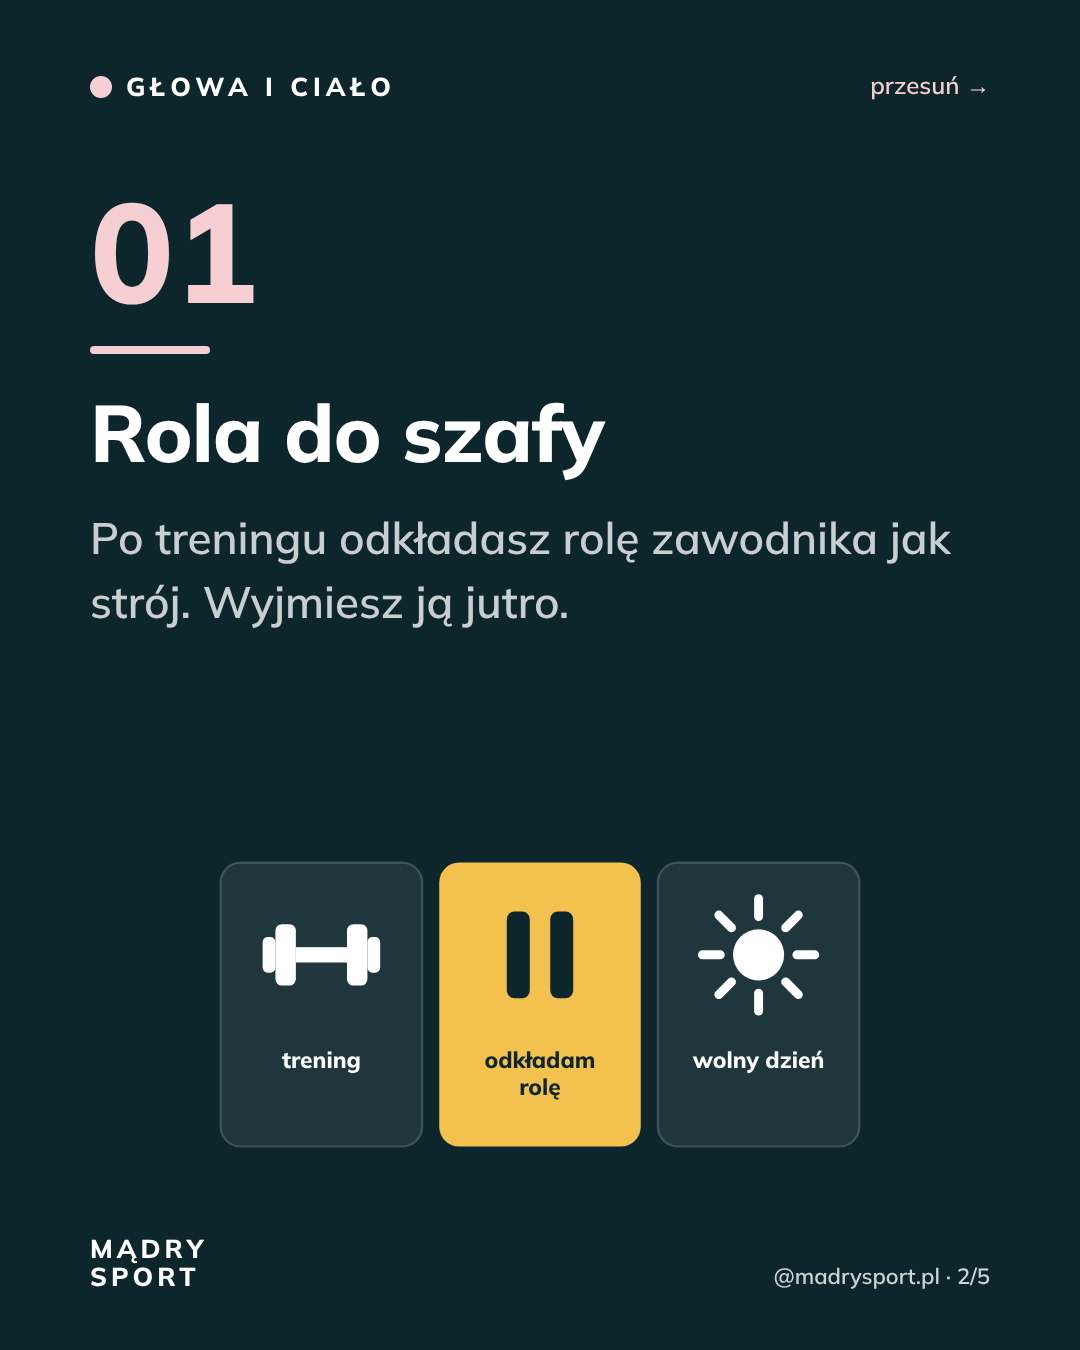 GŁOWA I CIAŁO
przesuń →
01
Rola do szafy
Po treningu odkładasz rolę zawodnika jak
strój. Wyjmiesz ją jutro.
trening
odkładam
rolę
wolny dzień
MĄDRY
SPORT
@madrysport.pl · 2/5